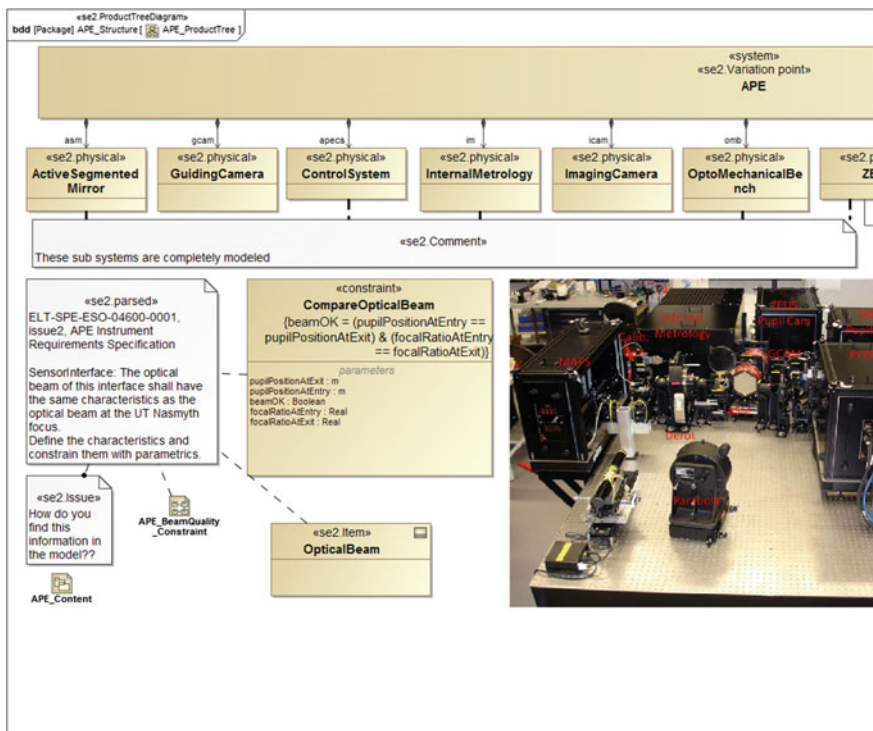 «se2.ProductTreeDiagram»
bdd [Package] APE_Structure [ APE_ProductTree ]
«system»
«se2.Variation point»
APE
asm
gcam
apecs
im
icam
omb
«se2.physical»
ActiveSegmented
Mirror
«se2.physical»
GuidingCamera
«se2.physical»
ControlSystem
«se2.physical»
InternalMetrology
«se2.physical»
ImagingCamera
«se2.physical»
OptoMechanicalBe
nch
«se2.Comment»
These sub systems are completely modeled
«se2.parsed»
ELT-SPE-ESO-04600-0001,
issue2, APE Instrument
Requirements Specification
SensorInterface: The optical
beam of this interface shall have
the same characteristics as the
optical beam at the UT Nasmyth
focus.
Define the characteristics and
constrain them with parametrics.
«constraint»
CompareOpticalBeam
{beamOK = (pupilPositionAtEntry ==
pupilPositionAtExit) & (focalRatioAtEntry
== focalRatioAtExit)}
parameters
pupilPositionAtExit : m
pupilPositionAtEntry : m
beamOK : Boolean
focalRatioAtEntry : Real
focalRatioAtExit : Real
«se2.Issue»
How do you
find this
information in
the model??
APE_BeamQuality
_Constraint
«se2.Item»
OpticalBeam
APE_Content
MAPS
Calib.
Internal
Metrology
ZEUS
Pupil Cam
GCAM
Derot
Parabola